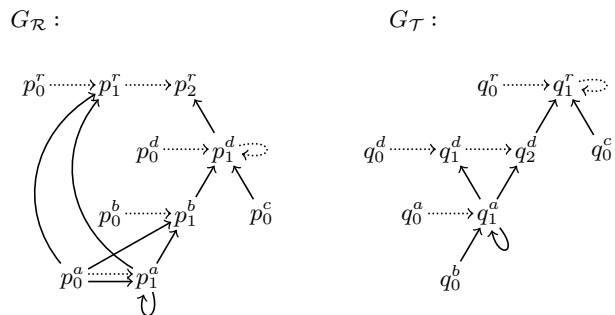 G_R : G_T :
p_0^r p_1^r p_2^r q_0^r q_1^r
p_0^d p_1^d q_0^d q_1^d q_2^d q_0^c
p_0^b p_1^b p_0^c q_0^a q_1^a
p_0^a p_1^a q_0^b